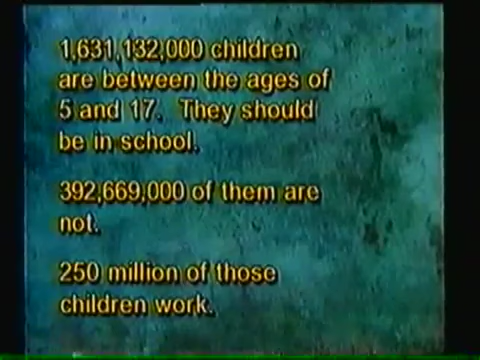 1,631,132,000 children
are between the ages of
5 and 17. They should
be in school.
392,669,000 of them are
not.
250 million of those
children work.